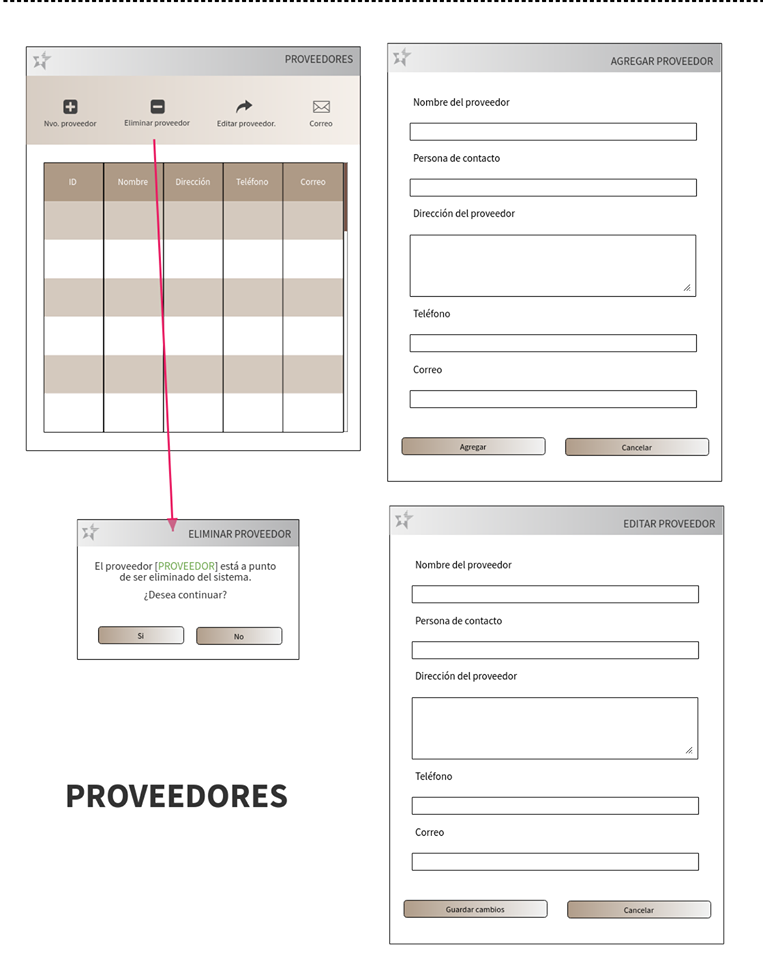 PROVEEDORES
Nvo. proveedor
Eliminar proveedor
Editar proveedor.
Correo
ID
Nombre
Dirección
Teléfono
Correo
AGREGAR PROVEEDOR
Nombre del proveedor
Persona de contacto
Dirección del proveedor
Teléfono
Correo
Agregar
Cancelar
ELIMINAR PROVEEDOR
El proveedor [PROVEEDOR] está a punto
de ser eliminado del sistema.
¿Desea continuar?
Si
No
EDITAR PROVEEDOR
Nombre del proveedor
Persona de contacto
Dirección del proveedor
Teléfono
Correo
Guardar cambios
Cancelar
PROVEEDORES